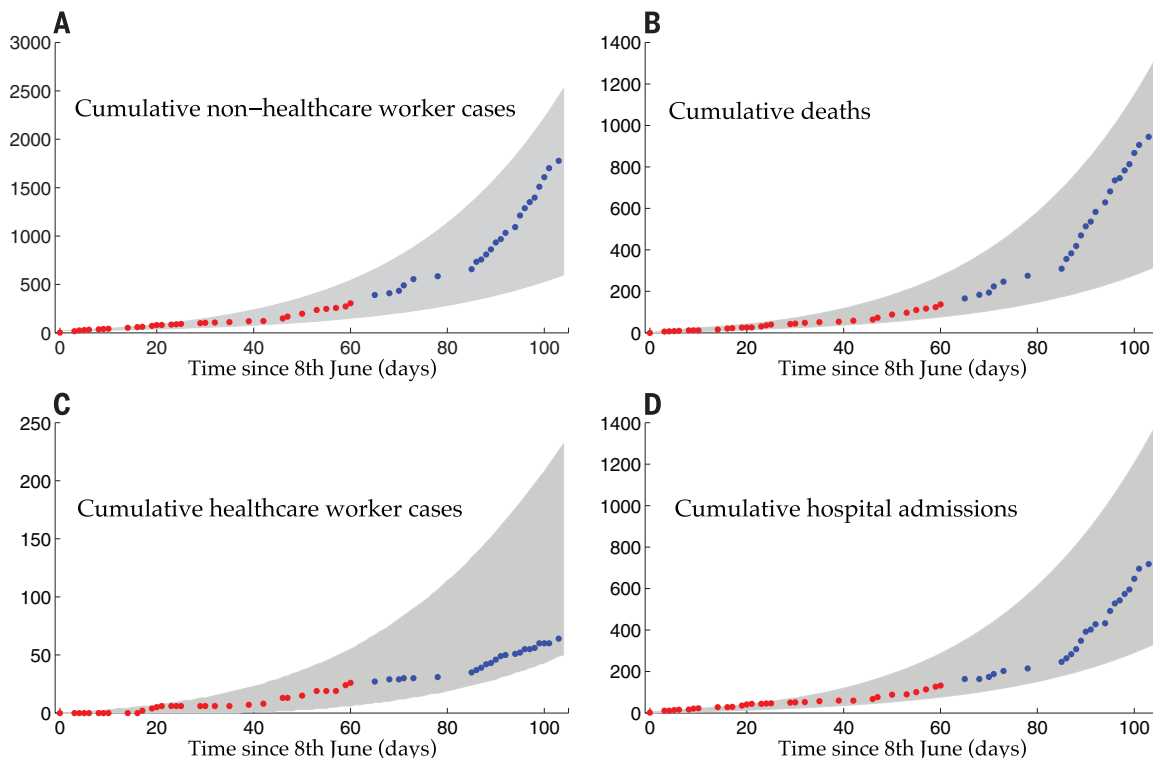 A
3000
2500
2000
1500
1000
500
0
Cumulative non−healthcare worker cases
0 20 40 60 80 100
Time since 8th June (days)
B
1400
1200
1000
800
600
400
200
0
Cumulative deaths
0 20 40 60 80 100
Time since 8th June (days)
C
250
200
150
100
50
0
Cumulative healthcare worker cases
0 20 40 60 80 100
Time since 8th June (days)
D
1400
1200
1000
800
600
400
200
0
Cumulative hospital admissions
0 20 40 60 80 100
Time since 8th June (days)